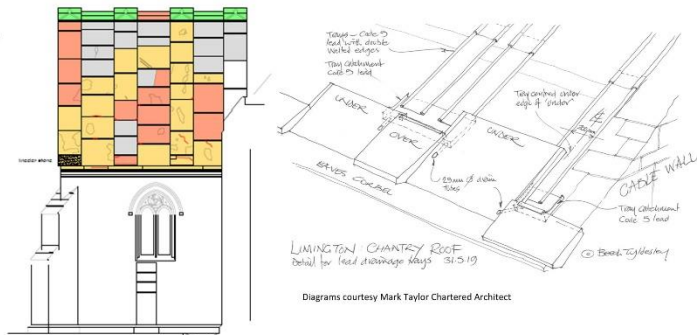 Trays – Code 5
lead with double
welted edges
Tray catchment
Code 5 lead
UNDER
OVER
UNDER
Tray centred under
edge of 'under'
EAVES CORBEL
25mm ø drain
tubes
GABLE WALL
Tray catchment
Code 5 lead
LIMINGTON CHANTRY ROOF
Detail for lead drainage trays 31.5.19
Diagrams courtesy Mark Taylor Chartered Architect